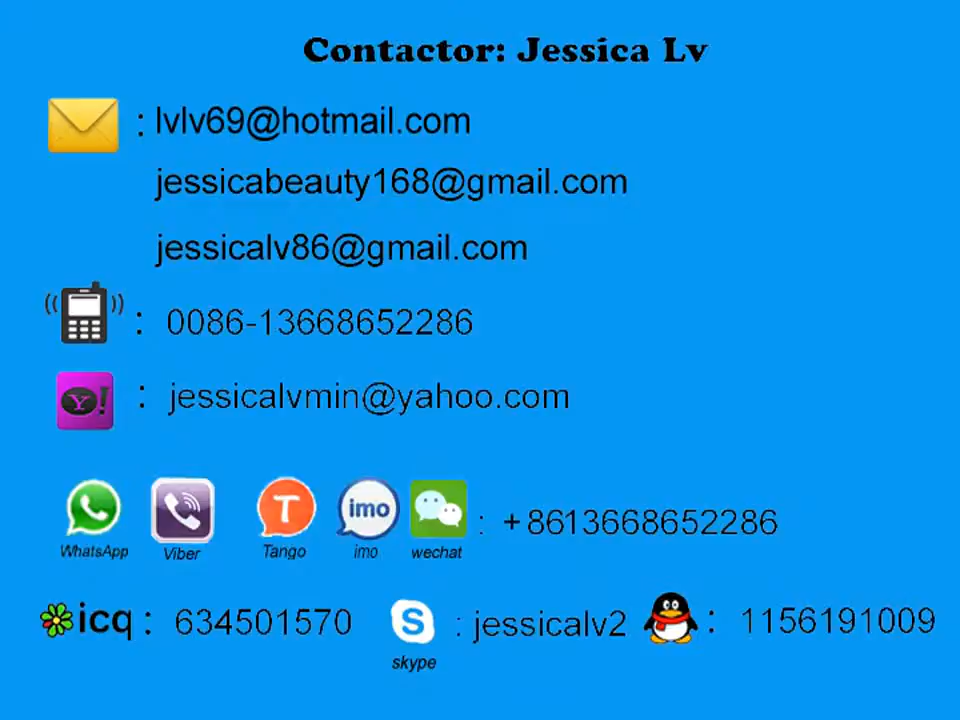 Contactor: Jessica Lv
: lvlv69@hotmail.com
jessicabeauty168@gmail.com
jessicalv86@gmail.com
: 0086-13668652286
Y! : jessicalvmin@yahoo.com
T imo : +8613668652286
WhatsApp Viber Tango imo wechat
icq : 634501570 S : jessicalv2 : 1156191009
skype